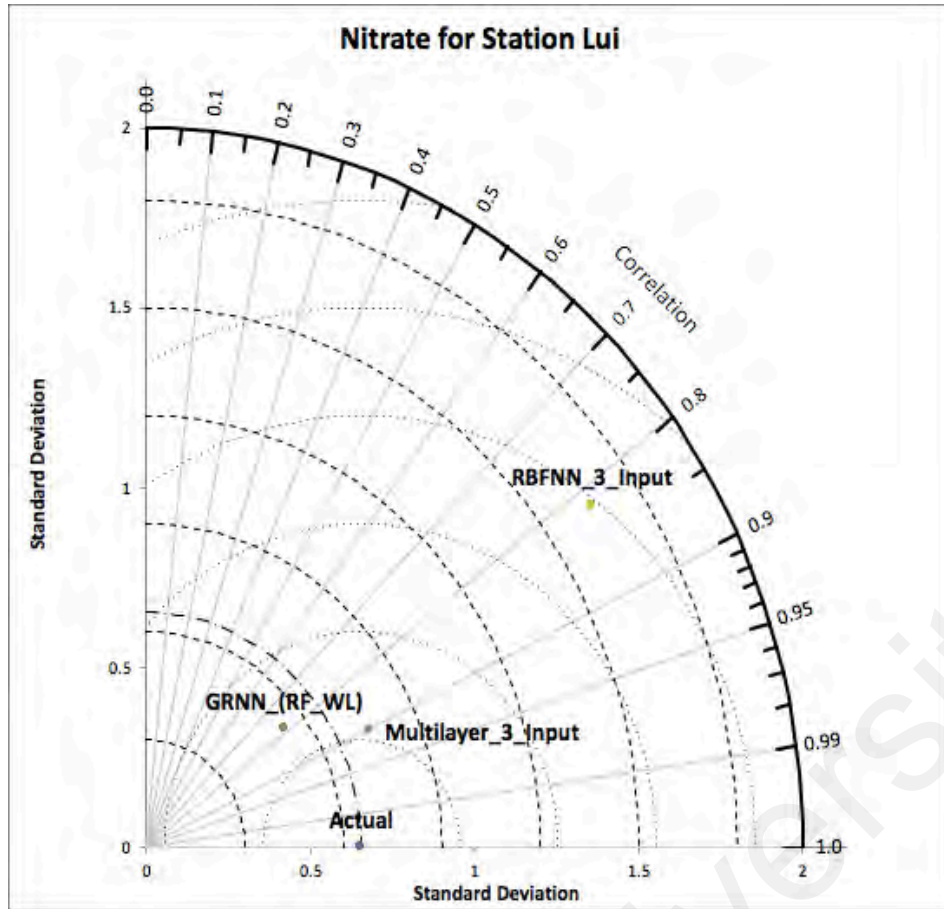 Nitrate for Station Lui
0.0
0.1
0.2
0.3
0.4
0.5
0.6
Correlation
0.7
0.8
0.9
0.95
0.99
1.0
2
1.5
1
0.5
0
Standard Deviation
RBFNN_3_Input
GRNN_(RF_WL)
Multilayer_3_Input
Actual
0
0.5
1
1.5
2
Standard Deviation
versit